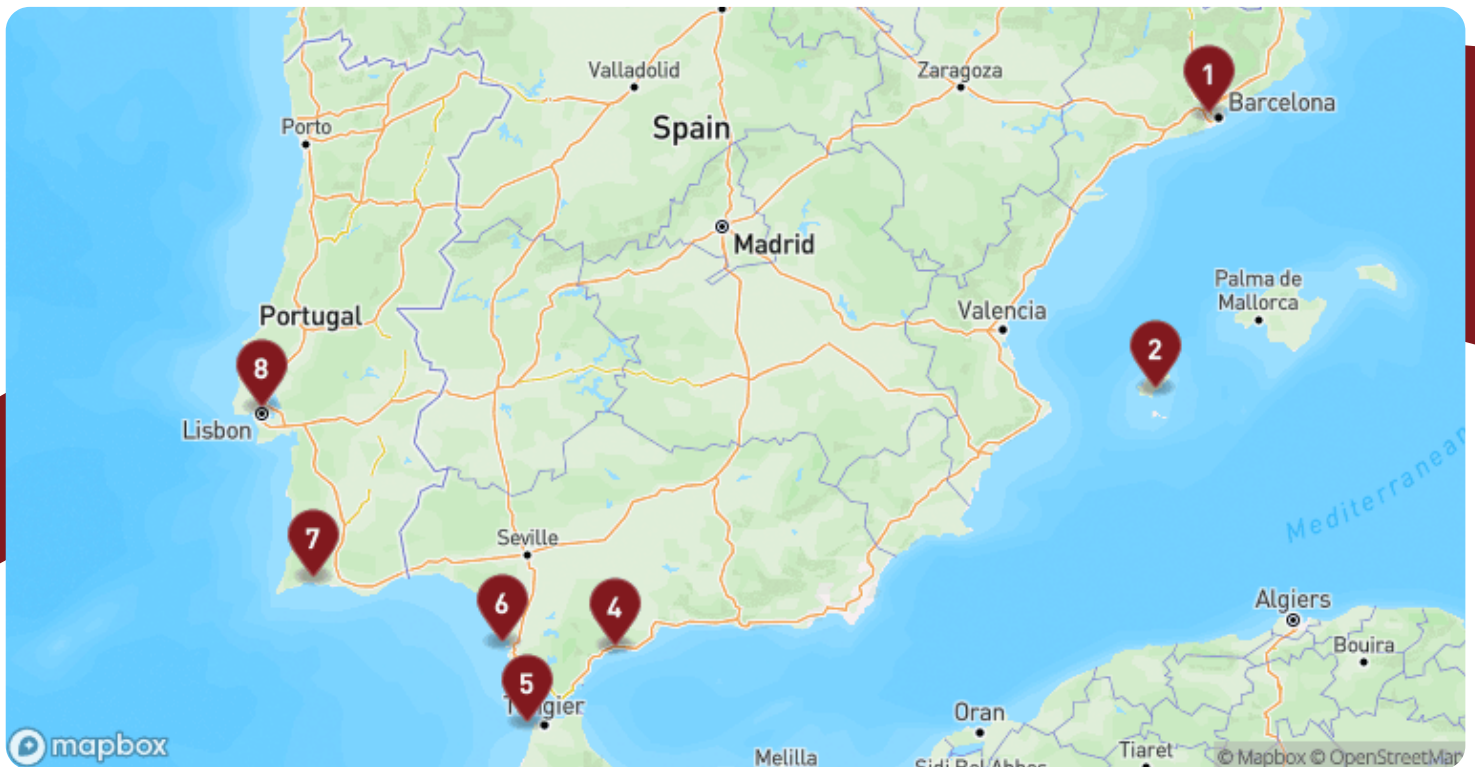 Valladolid
Zaragoza
1
Barcelona
Porto
Spain
Madrid
Palma de
Mallorca
Portugal
Valencia
2
8
Lisbon
Mediterranean
7
Seville
6
4
Algiers
5
Bouira
Oran
mapbox
Melilla
Tiaret
© Mapbox © OpenStreetMap